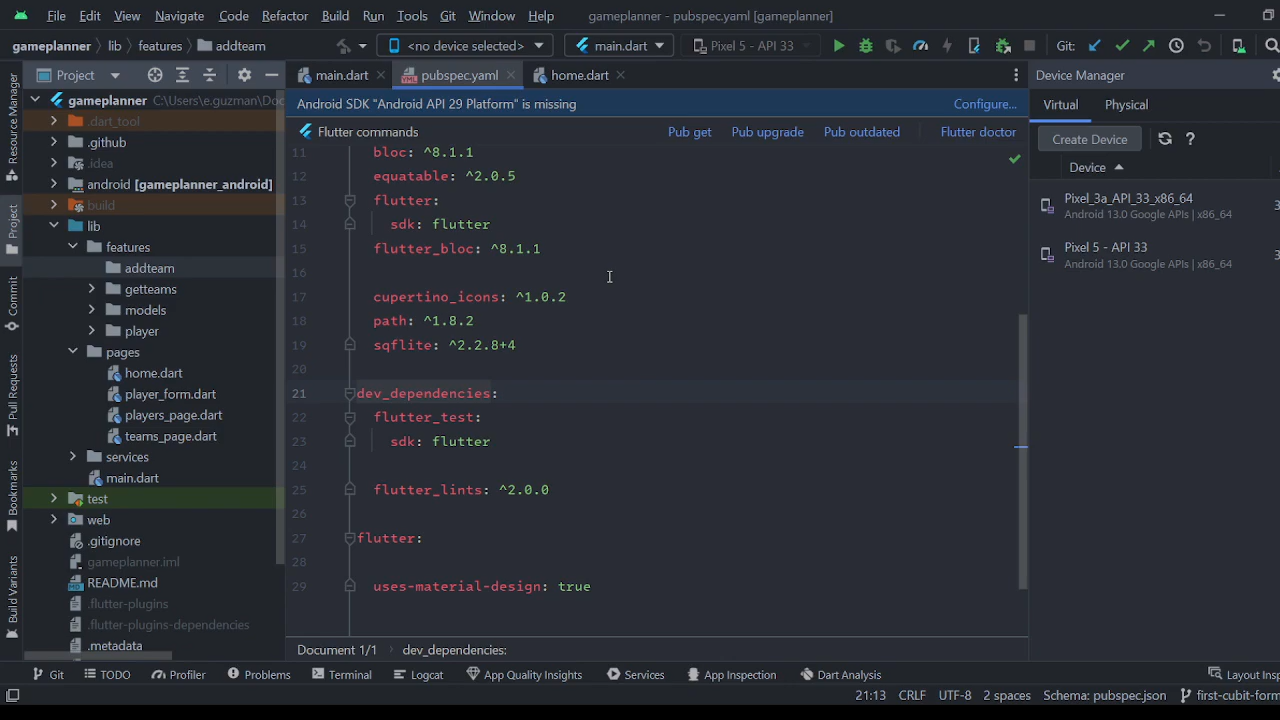 File Edit View Navigate Code Refactor Build Run Tools Git Window Help gameplanner - pubspec.yaml [gameplanner]
gameplanner lib features addteam <no device selected> main.dart Pixel 5 - API 33 Git:
Project main.dart pubspec.yaml home.dart Device Manager
gameplanner C:\Users\e.guzman\Doc
.dart_tool
.github
.idea
android [gameplanner_android]
build
lib
features
addteam
getteams
models
player
pages
home.dart
player_form.dart
players_page.dart
teams_page.dart
services
main.dart
test
web
.gitignore
gameplanner.iml
README.md
.flutter-plugins
.flutter-plugins-dependencies
.metadata
Resource Manager
Project
Commit
Pull Requests
Bookmarks
Build Variants
Android SDK "Android API 29 Platform" is missing Configure...
Flutter commands Pub get Pub upgrade Pub outdated Flutter doctor
11 bloc: ^8.1.1
12 equatable: ^2.0.5
13 flutter:
14 sdk: flutter
15 flutter_bloc: ^8.1.1
16
17 cupertino_icons: ^1.0.2
18 path: ^1.8.2
19 sqflite: ^2.2.8+4
20
21 dev_dependencies:
22 flutter_test:
23 sdk: flutter
24
25 flutter_lints: ^2.0.0
26
27 flutter:
28
29 uses-material-design: true
Document 1/1 dev_dependencies:
Virtual Physical
Create Device ?
Device
Pixel_3a_API_33_x86_64
Android 13.0 Google APIs | x86_64
Pixel 5 - API 33
Android 13.0 Google APIs | x86_64
Git TODO Profiler Problems Terminal Logcat App Quality Insights Services App Inspection Dart Analysis Layout Insp
21:13 CRLF UTF-8 2 spaces Schema: pubspec.json first-cubit-form